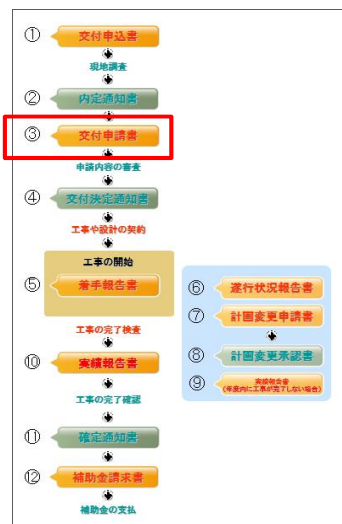 ① 交付申込書
現地調査
② 内定通知書
③ 交付申請書
申請内容の審査
④ 交付決定通知書
工事や設計の契約
工事の開始
⑤ 着手報告書
工事の完了検査
⑩ 実績報告書
工事の完了確認
⑪ 確定通知書
⑫ 補助金請求書
補助金の支払
⑥ 遂行状況報告書
⑦ 計画変更申請書
⑧ 計画変更承認書
⑨ 実績報告書
(年度内に工事が完了しない場合)